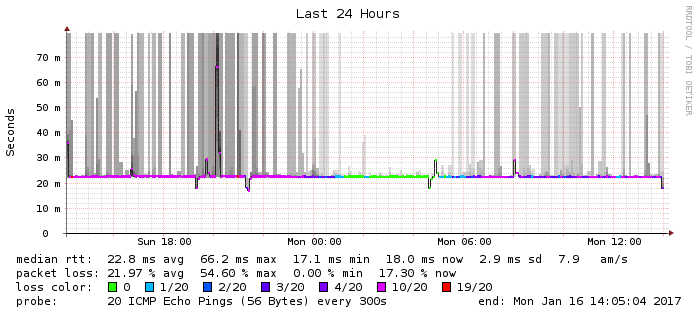 Last 24 Hours
RRDTOOL / TOBI OETIKER
Seconds
70 m
60 m
50 m
40 m
30 m
20 m
10 m
0
Sun 18:00 Mon 00:00 Mon 06:00 Mon 12:00
median rtt: 22.8 ms avg 66.2 ms max 17.1 ms min 18.0 ms now 2.9 ms sd 7.9 am/s
packet loss: 21.97 % avg 54.60 % max 0.00 % min 17.30 % now
loss color: 0 1/20 2/20 3/20 4/20 10/20 19/20
probe: 20 ICMP Echo Pings (56 Bytes) every 300s end: Mon Jan 16 14:05:04 2017